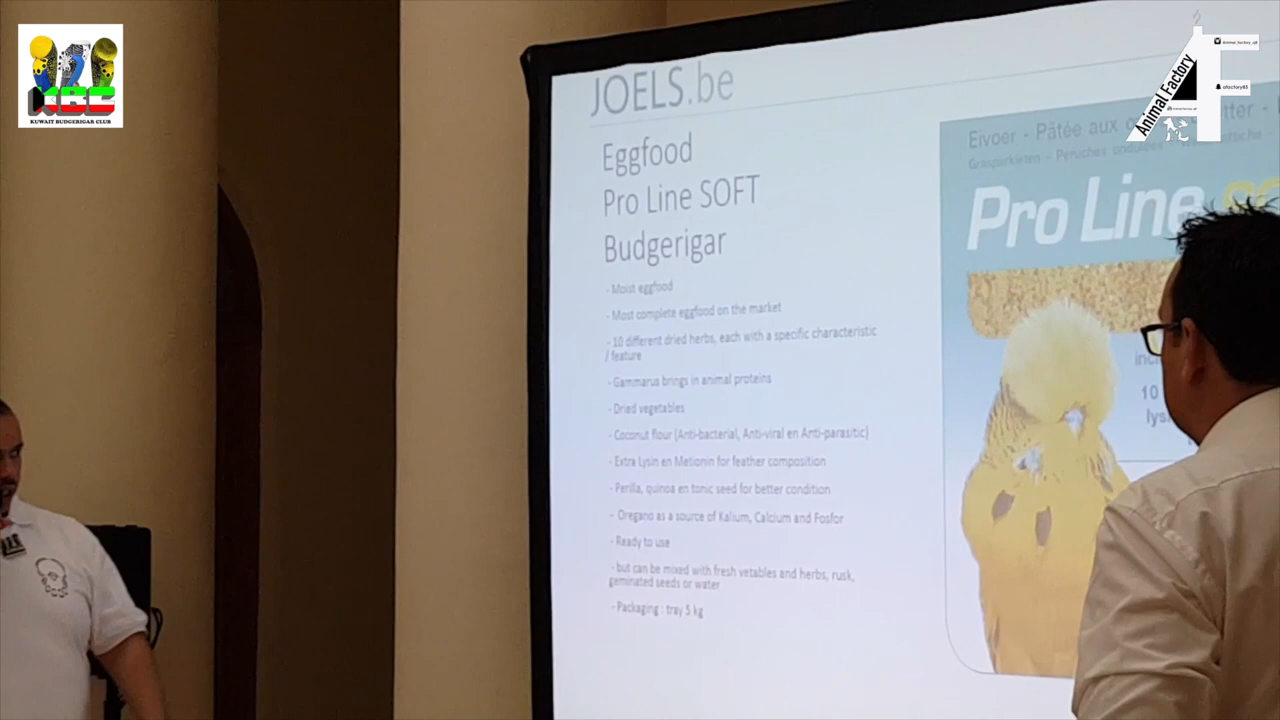 KBC
KUWAIT BUDGERIGAR CLUB
Animal Factory
JOELS.be
Eggfood
Pro Line SOFT
Budgerigar
- Moist eggfood
- Most complete eggfood on the market
- 10 different dried herbs, each with a specific characteristic
/ feature
- Gammarus brings in animal proteins
- Dried vegetables
- Coconut flour (Anti-bacterial, Anti-viral en Anti-parasitic)
- Extra Lysin en Metionin for feather composition
- Perilla, quinoa en tonic seed for better condition
- Oregano as a source of Kalium, Calcium and Fosfor
- Ready to use
- but can be mixed with fresh vetables and herbs, rusk,
geminated seeds or water
- Packaging : tray 5 kg
Eivoer - Pâtée aux
Grasparkieten - Peruches ondulées
Pro Line
10